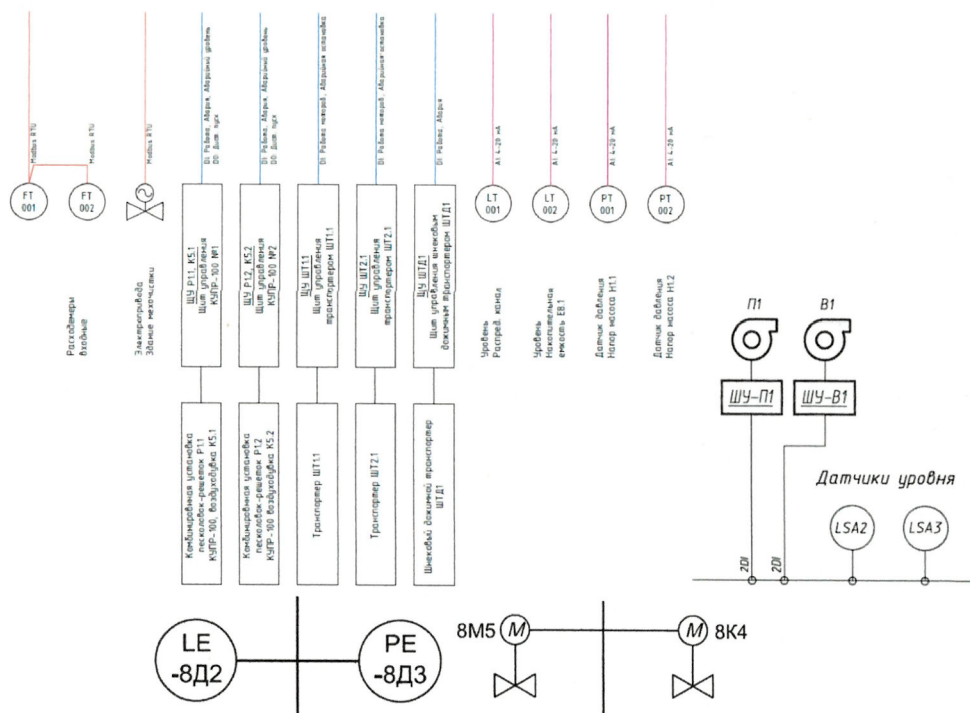 Modbus RTU
Modbus RTU
Modbus RTU
DI: Работа, Авария, Аварийный уровень
DO: Дист. пуск
DI: Работа, Авария, Аварийный уровень
DO: Дист. пуск
DI: Работа моторов, Аварийная остановка
DI: Работа моторов, Аварийная остановка
DI: Работа, Авария
AI 4-20 мА
AI 4-20 мА
AI 4-20 мА
AI 4-20 мА
FT
001
FT
002
LT
001
LT
002
PT
001
PT
002
Расходомеры
входные
Электропривода
Здание мехочистки
ЩУ Р1.1, К5.1
Щит управления
КУПР-100 №1
ЩУ Р1.2, К5.2
Щит управления
КУПР-100 №2
ЩУ ШТ1.1
Щит управления
транспортером ШТ1.1
ЩУ ШТ2.1
Щит управления
транспортером ШТ2.1
ЩУ ШТД1
Щит управления шнековым
дожимным транспортером ШТД1
Уровень
Распред. канал
Уровень
Накопительная
емкость Е8.1
Датчик давления
Напор насоса Н1.1
Датчик давления
Напор насоса Н1.2
П1
В1
ШУ-П1
ШУ-В1
Комбинированная установка
песколовок-решеток Р1.1
КУПР-100, воздуходувка К5.1
Комбинированная установка
песколовок-решеток Р1.2
КУПР-100, воздуходувка К5.2
Транспортер ШТ1.1
Транспортер ШТ2.1
Шнековый дожимной транспортер
ШТД1
Датчики уровня
LSA2
LSA3
2DI
2DI
LE
-8Д2
PE
-8Д3
8М5
M
M
8К4